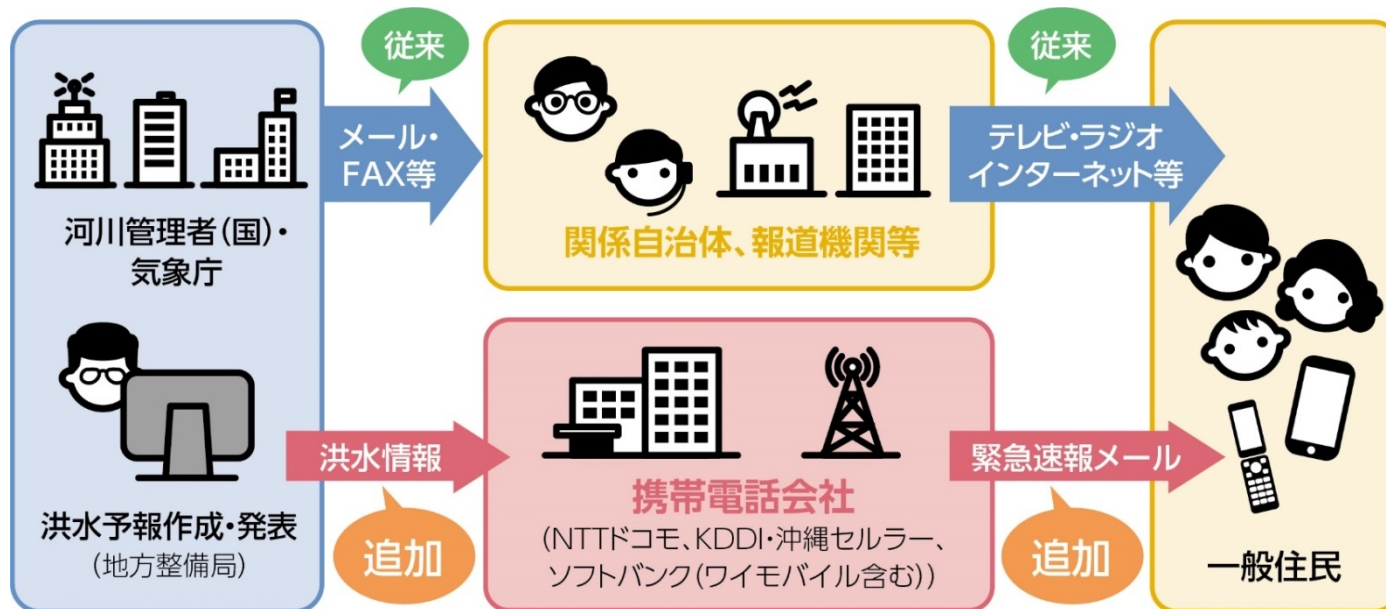 従来
従来
メール・
FAX等
テレビ・ラジオ
インターネット等
河川管理者(国)・
気象庁
関係自治体、報道機関等
洪水予報作成・発表
(地方整備局)
洪水情報
追加
携帯電話会社
(NTTドコモ、KDDI・沖縄セルラー、
ソフトバンク(ワイモバイル含む))
緊急速報メール
追加
一般住民